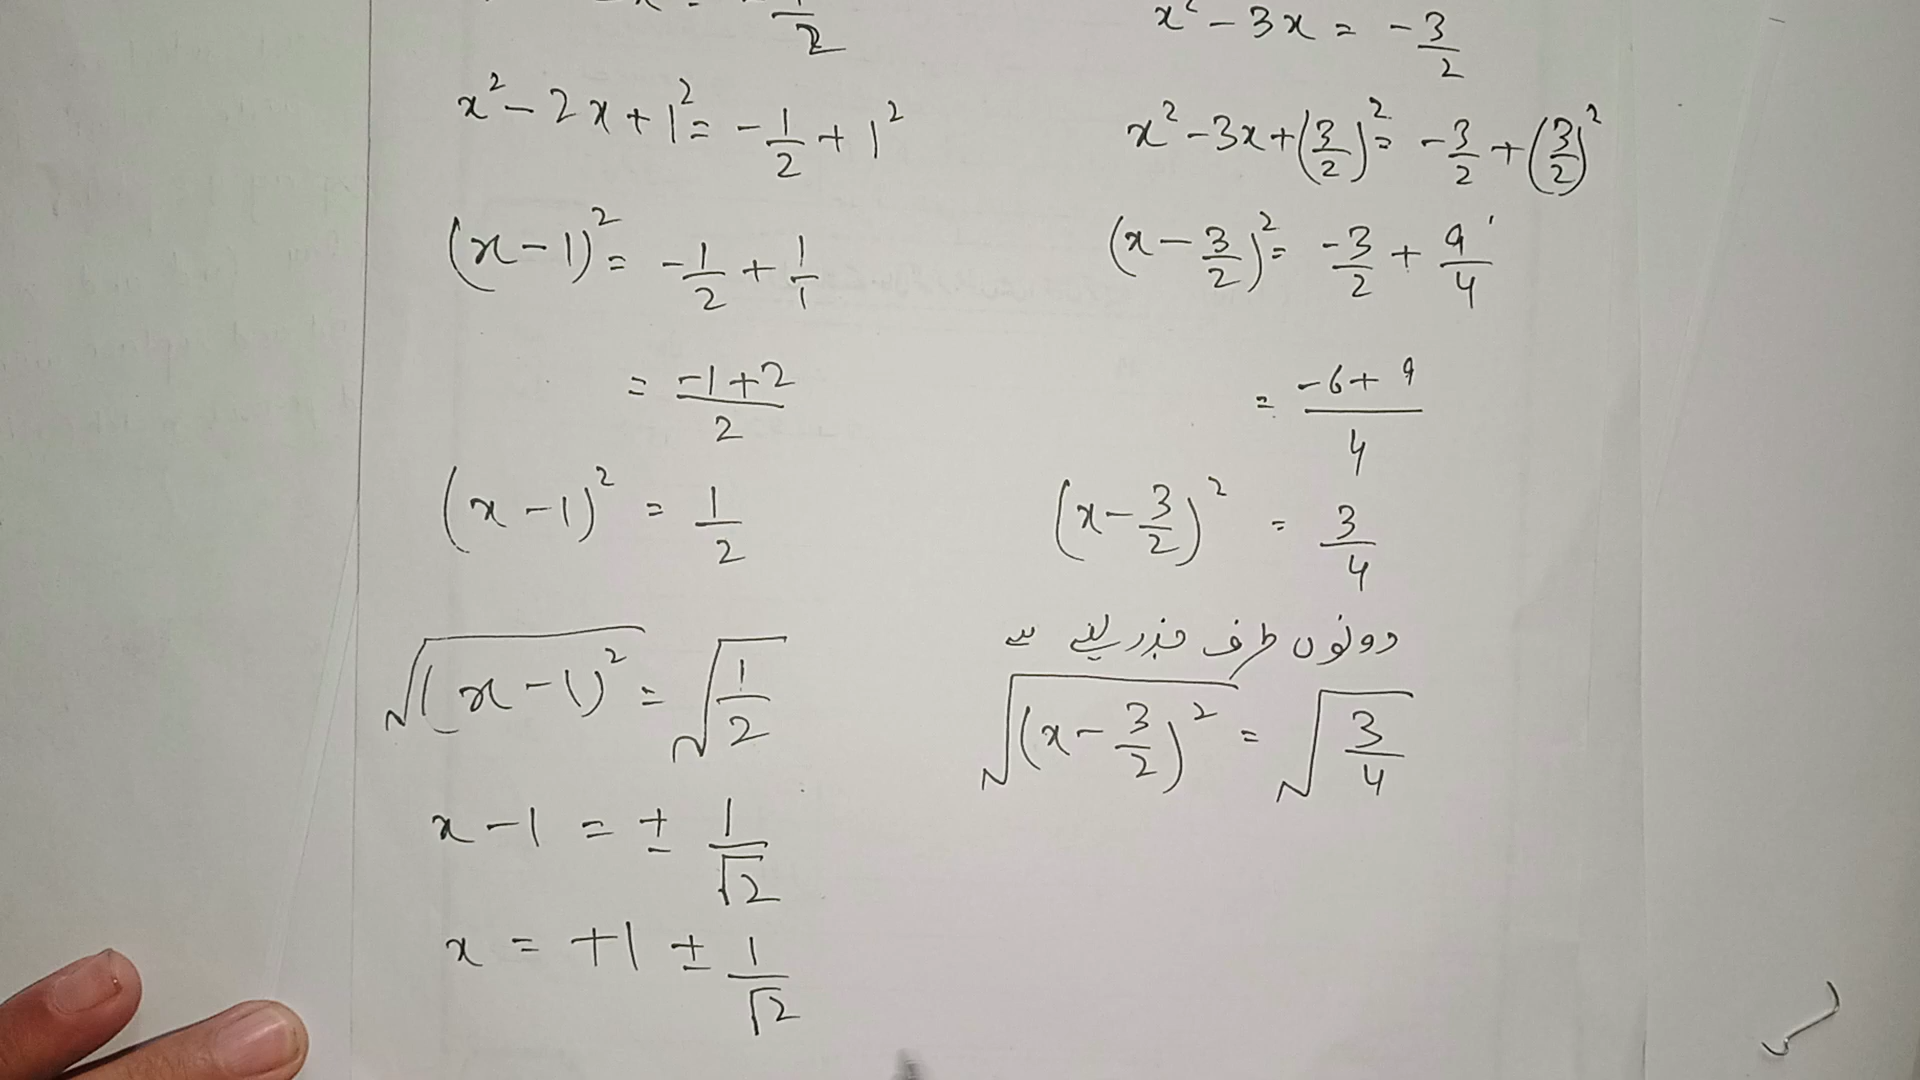 x² - 2x + 1² = -1/2 + 1²
(x - 1)² = -1/2 + 1/1
= (-1 + 2)/2
(x - 1)² = 1/2
√(x - 1)² = √(1/2)
x - 1 = ± 1/√2
x = +1 ± 1/√2
x² - 3x = -3/2
x² - 3x + (3/2)² = -3/2 + (3/2)²
(x - 3/2)² = -3/2 + 9/4
= (-6 + 9)/4
(x - 3/2)² = 3/4
دونوں طرف جذر لینے سے
√(x - 3/2)² = √(3/4)